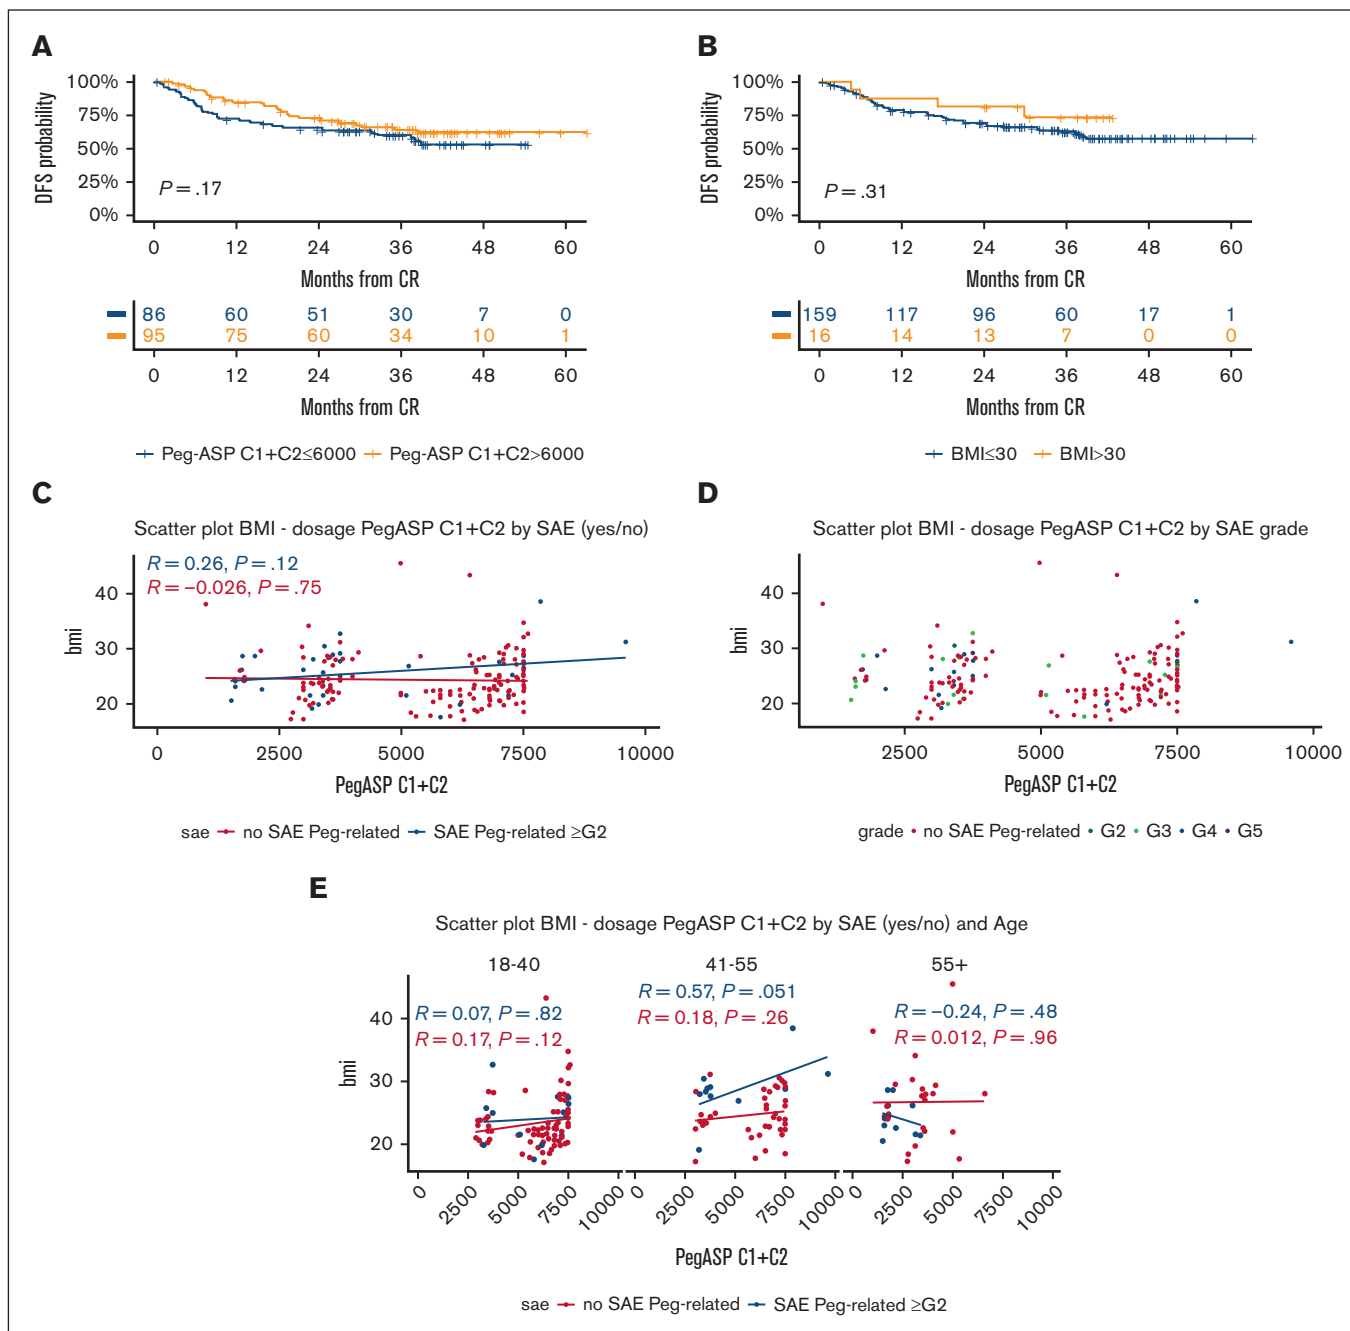 A
100%
75%
50%
25%
0%
DFS probability
P = .17
0 12 24 36 48 60
Months from CR
86 60 51 30 7 0
95 75 60 34 10 1
0 12 24 36 48 60
Months from CR
Peg-ASP C1+C2≤6000 Peg-ASP C1+C2>6000
B
100%
75%
50%
25%
0%
DFS probability
P = .31
0 12 24 36 48 60
Months from CR
159 117 96 60 17 1
16 14 13 7 0 0
0 12 24 36 48 60
Months from CR
BMI≤30 BMI>30
C
Scatter plot BMI - dosage PegASP C1+C2 by SAE (yes/no)
R = 0.26, P = .12
R = –0.026, P = .75
40
30
20
bmi
0 2500 5000 7500 10000
PegASP C1+C2
sae no SAE Peg-related SAE Peg-related ≥G2
D
Scatter plot BMI - dosage PegASP C1+C2 by SAE grade
40
30
20
bmi
2500 5000 7500 10000
PegASP C1+C2
grade no SAE Peg-related G2 G3 G4 G5
E
Scatter plot BMI - dosage PegASP C1+C2 by SAE (yes/no) and Age
18-40 41-55 55+
R = 0.07, P = .82
R = 0.17, P = .12
R = 0.57, P = .051
R = 0.18, P = .26
R = –0.24, P = .48
R = 0.012, P = .96
40
30
20
bmi
0 2500 5000 7500 10000 0 2500 5000 7500 10000 0 2500 5000 7500 10000
PegASP C1+C2
sae no SAE Peg-related SAE Peg-related ≥G2